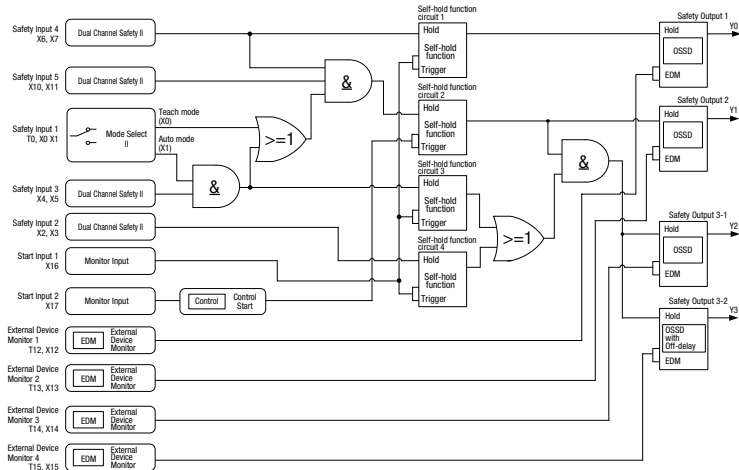 Safety Input 4
X6, X7
Dual Channel Safety II
Safety Input 5
X10, X11
Dual Channel Safety II
Safety Input 1
T0, X0 X1
Mode Select
II
Teach mode
(X0)
Auto mode
(X1)
Safety Input 3
X4, X5
Dual Channel Safety II
Safety Input 2
X2, X3
Dual Channel Safety II
Start Input 1
X16
Monitor Input
Start Input 2
X17
Monitor Input
Control
Control
Start
External Device
Monitor 1
T12, X12
EDM
External
Device
Monitor
External Device
Monitor 2
T13, X13
EDM
External
Device
Monitor
External Device
Monitor 3
T14, X14
EDM
External
Device
Monitor
External Device
Monitor 4
T15, X15
EDM
External
Device
Monitor
&
>=1
&
Self-hold function
circuit 1
Hold
Self-hold
function
Trigger
Self-hold function
circuit 2
Hold
Self-hold
function
Trigger
Self-hold function
circuit 3
Hold
Self-hold
function
Trigger
Self-hold function
circuit 4
Hold
Self-hold
function
Trigger
>=1
&
Safety Output 1
Y0
Hold
OSSD
EDM
Safety Output 2
Y1
Hold
OSSD
EDM
Safety Output 3-1
Y2
Hold
OSSD
EDM
Safety Output 3-2
Y3
Hold
OSSD
with
Off-delay
EDM